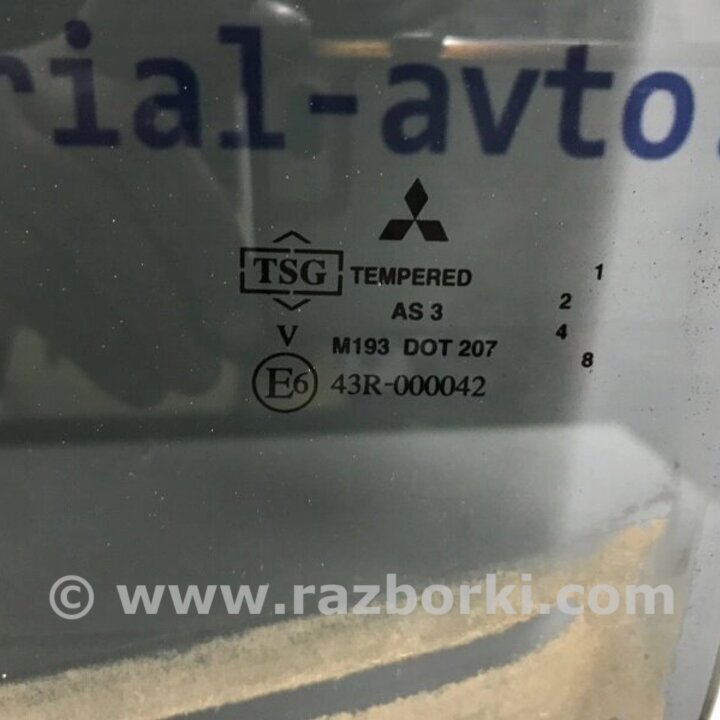 rial-avto.
TSG TEMPERED
AS 3
V
M193 DOT 207
E6 43R-000042
1
2
4
8
© www.razborki.com